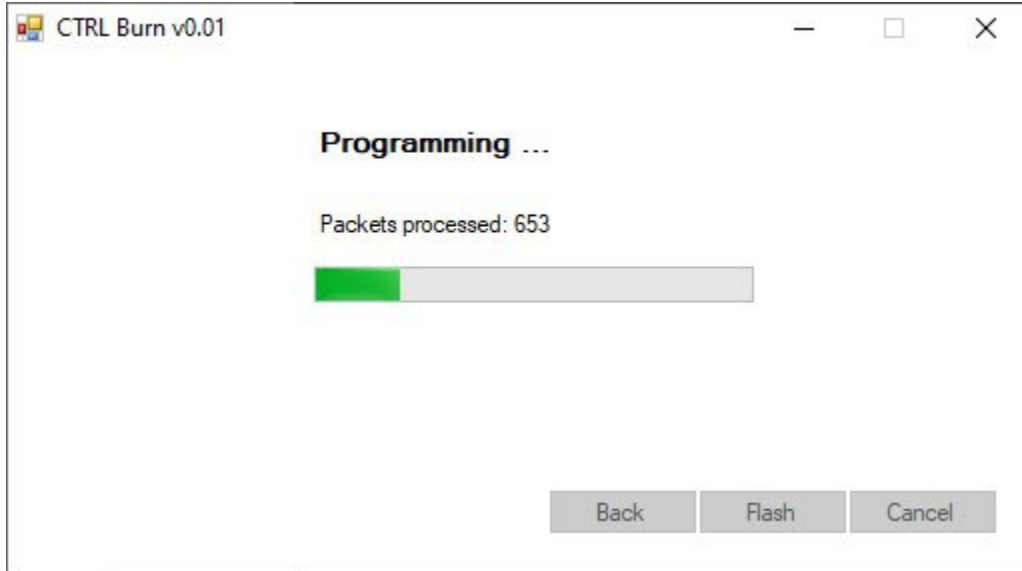 CTRL Burn v0.01
Programming ...
Packets processed: 653
Back Flash Cancel